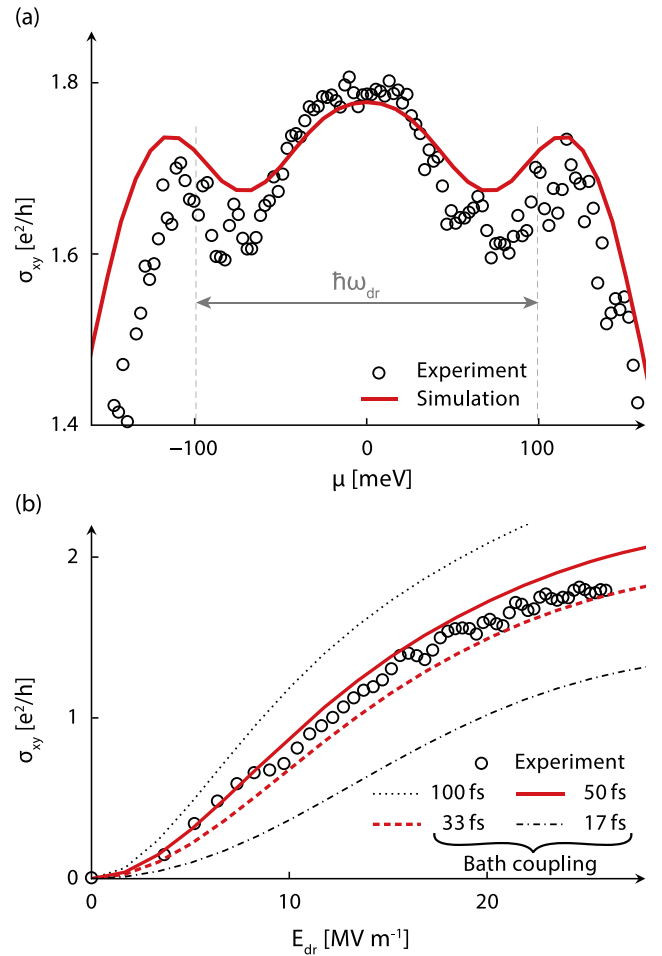 (a)
1.8
1.6
1.4
σxy [e²/h]
ħωdr
Experiment
Simulation
−100
0
100
μ [meV]
(b)
2
1
0
σxy [e²/h]
Experiment
100 fs
50 fs
33 fs
17 fs
Bath coupling
0
10
20
Edr [MV m⁻¹]